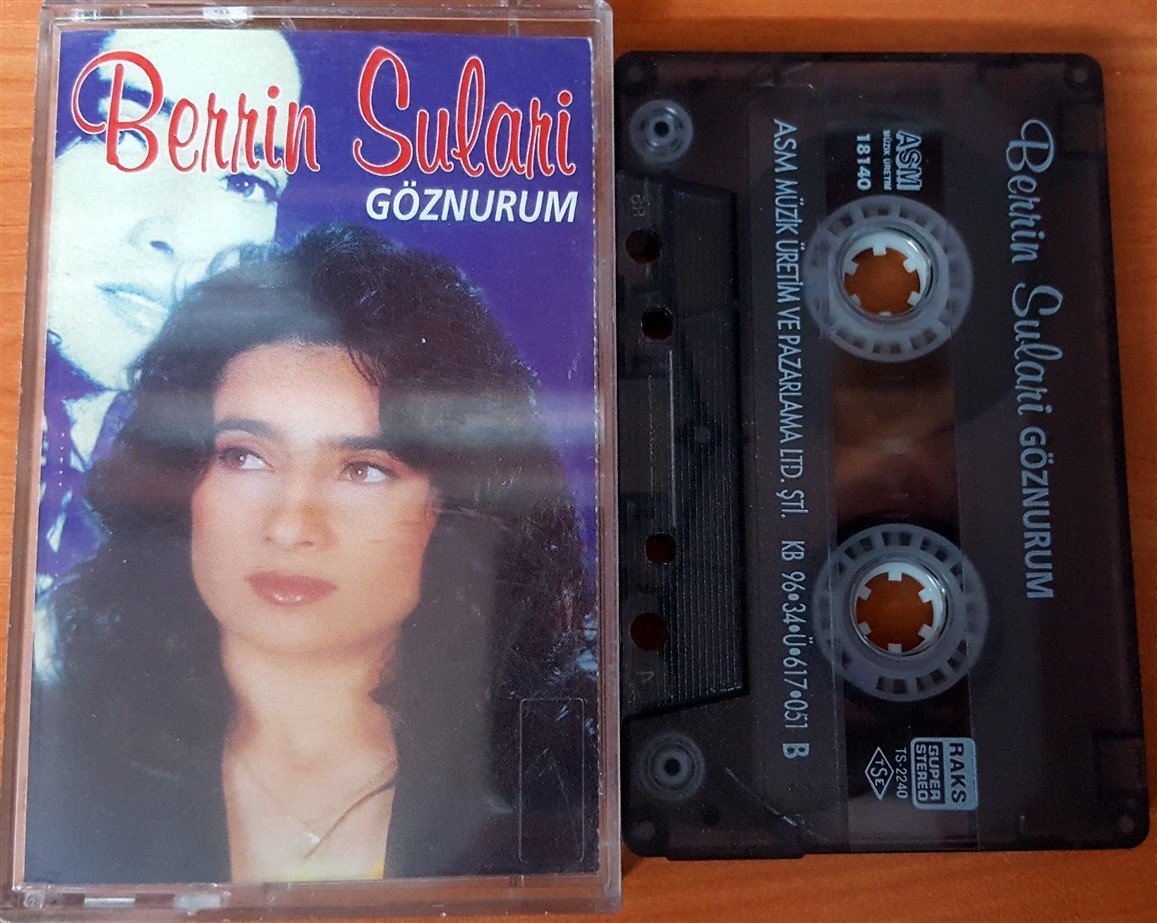 Berrin Sulari
GÖZNURUM
Berrin Sulari GÖZNURUM
ASM
MÜZİK ÜRETİM
18140
ASM MÜZİK ÜRETİM VE PAZARLAMA LTD. ŞTİ. KB 96•34•Ü•617•051 B
RAKS
SUPER
STEREO
TS-2240
TSE
A